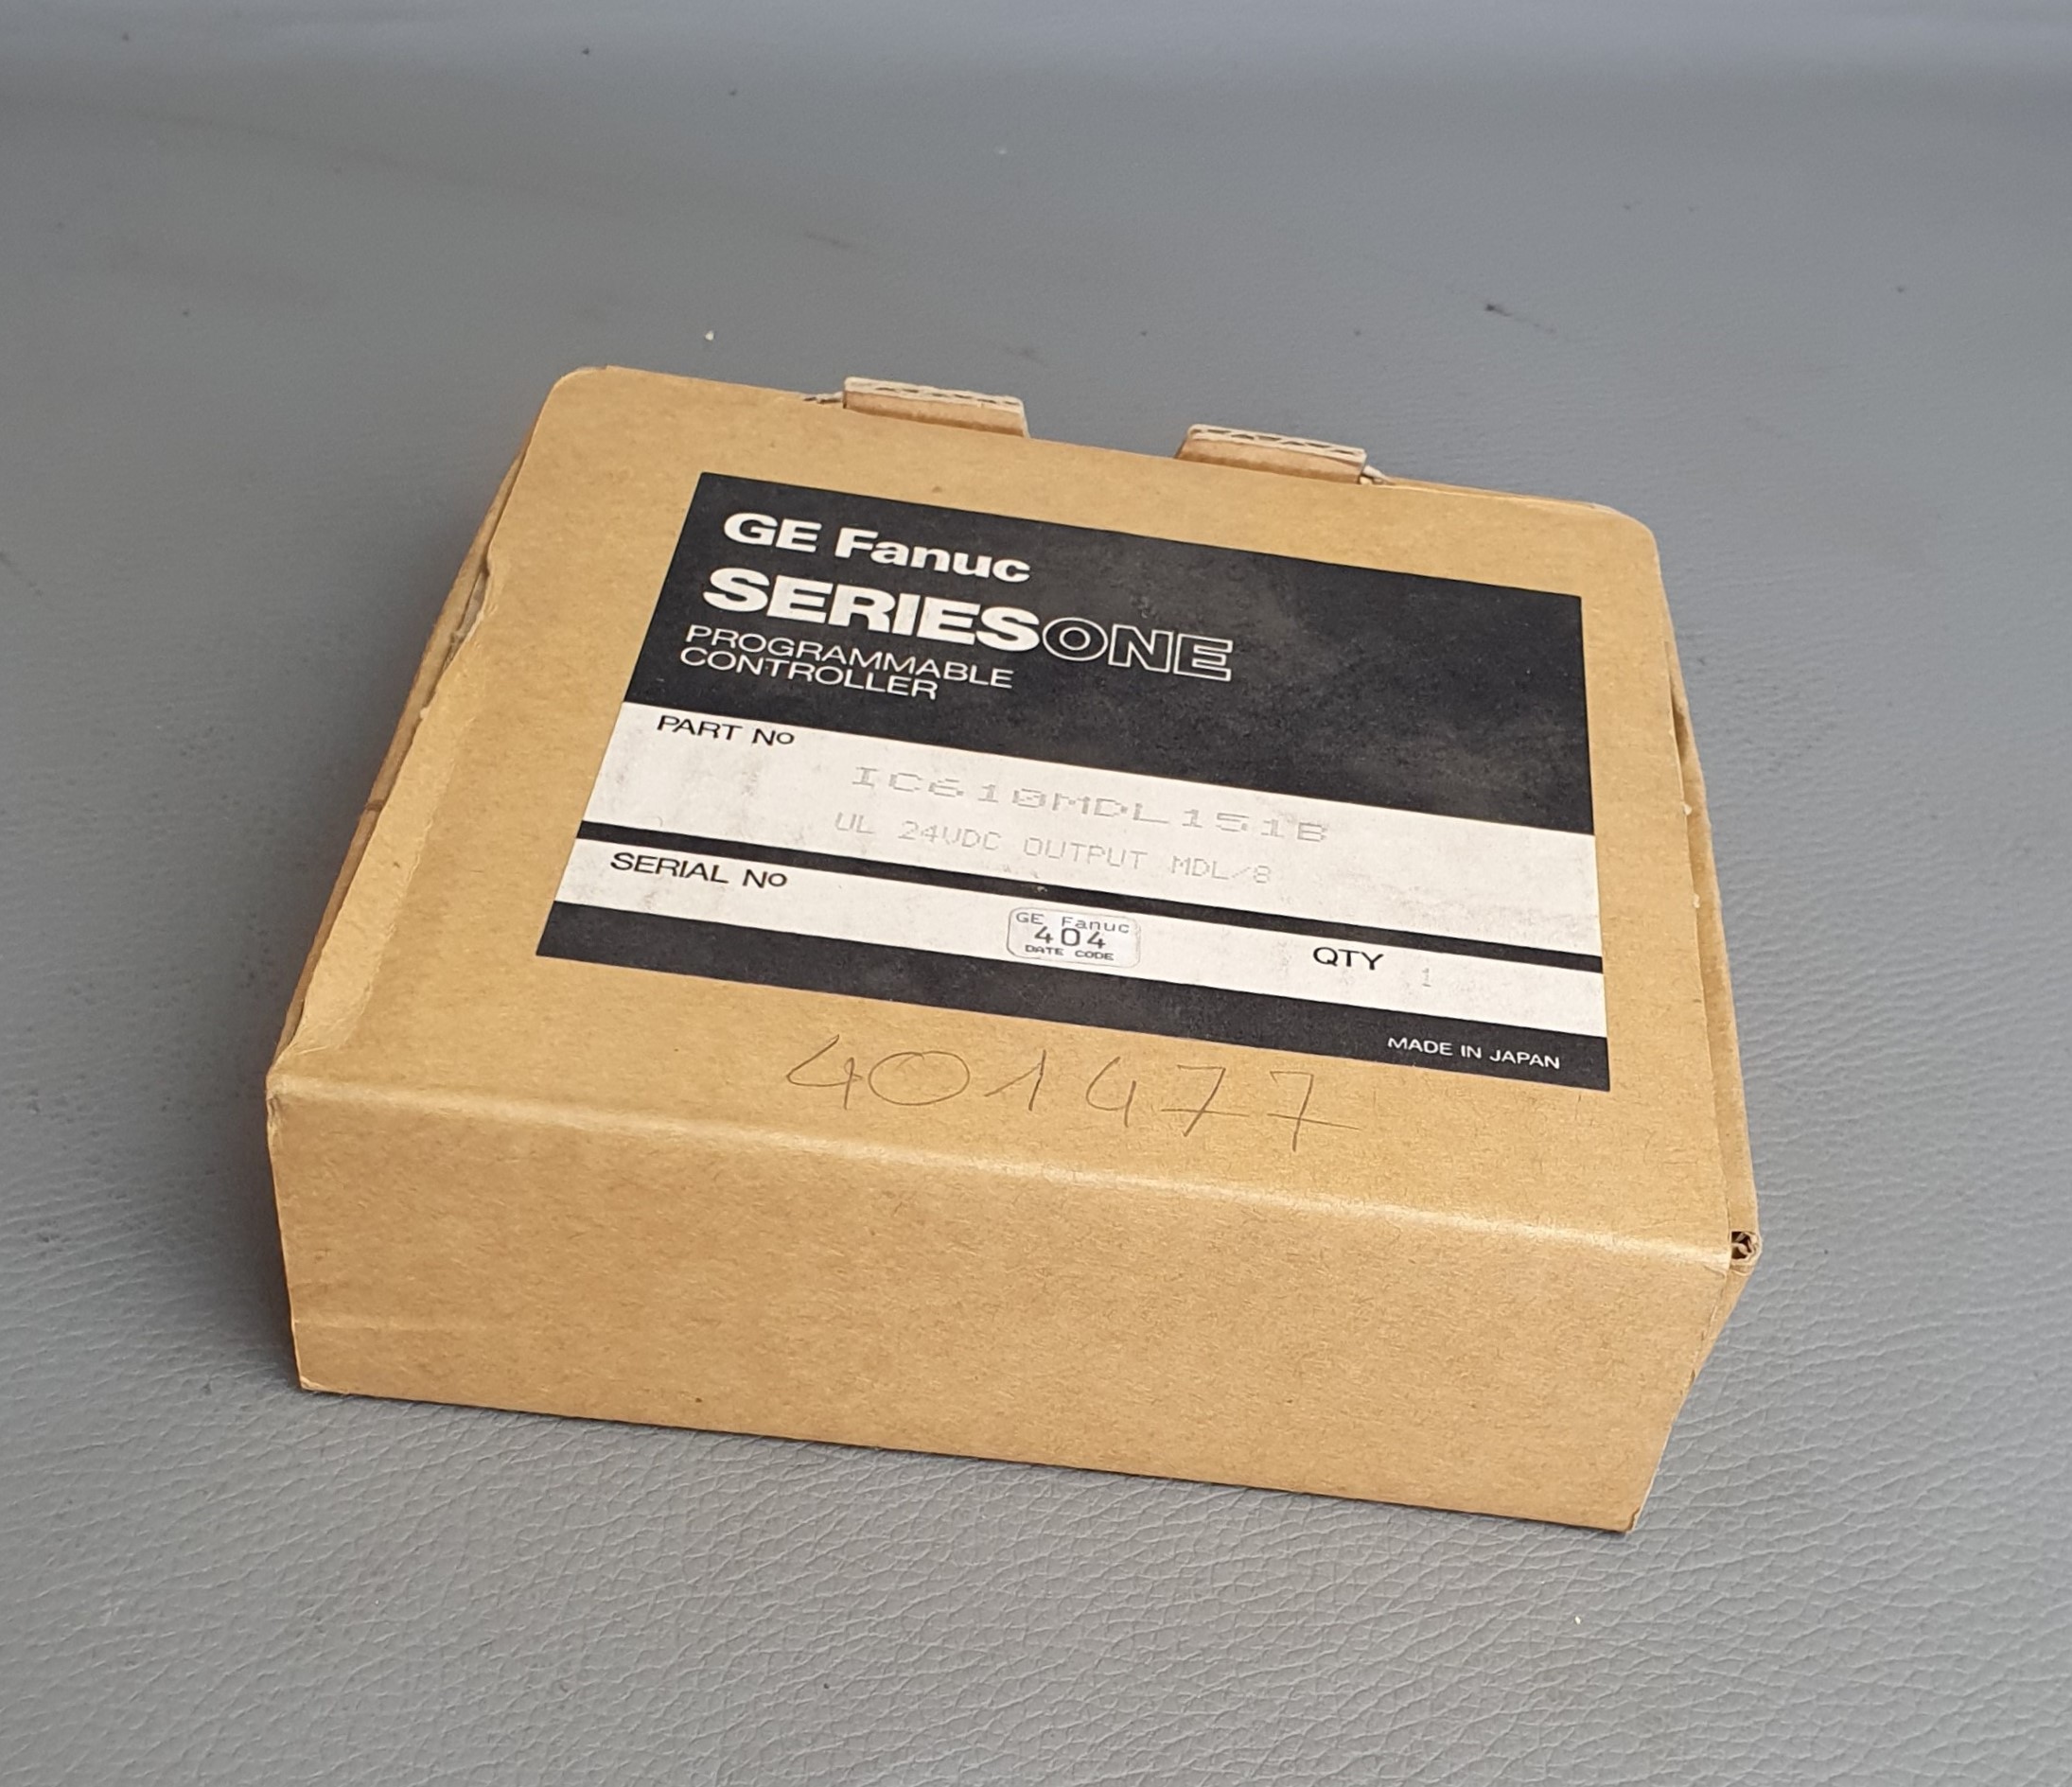 GE Fanuc
SERIESONE
PROGRAMMABLE
CONTROLLER
PART No
IC610MDL151B
UL 24VDC OUTPUT MDL/8
SERIAL No
GE Fanuc
404
DATE CODE
QTY 1
MADE IN JAPAN
401477